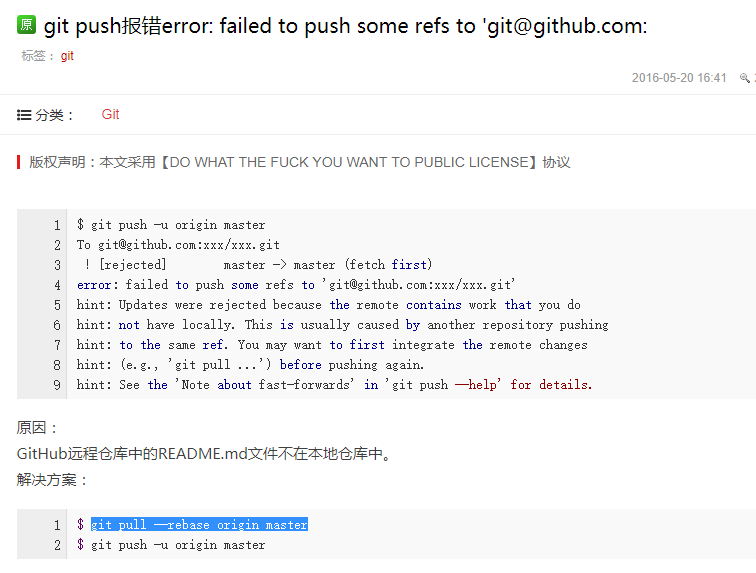 原 git push报错error: failed to push some refs to 'git@github.com:
标签： git
2016-05-20 16:41
分类： Git
版权声明：本文采用【DO WHAT THE FUCK YOU WANT TO PUBLIC LICENSE】协议
1 $ git push -u origin master
2 To git@github.com:xxx/xxx.git
3 ! [rejected] master -> master (fetch first)
4 error: failed to push some refs to 'git@github.com:xxx/xxx.git'
5 hint: Updates were rejected because the remote contains work that you do
6 hint: not have locally. This is usually caused by another repository pushing
7 hint: to the same ref. You may want to first integrate the remote changes
8 hint: (e.g., 'git pull ...') before pushing again.
9 hint: See the 'Note about fast-forwards' in 'git push --help' for details.
原因：
GitHub远程仓库中的README.md文件不在本地仓库中。
解决方案：
1 $ git pull --rebase origin master
2 $ git push -u origin master